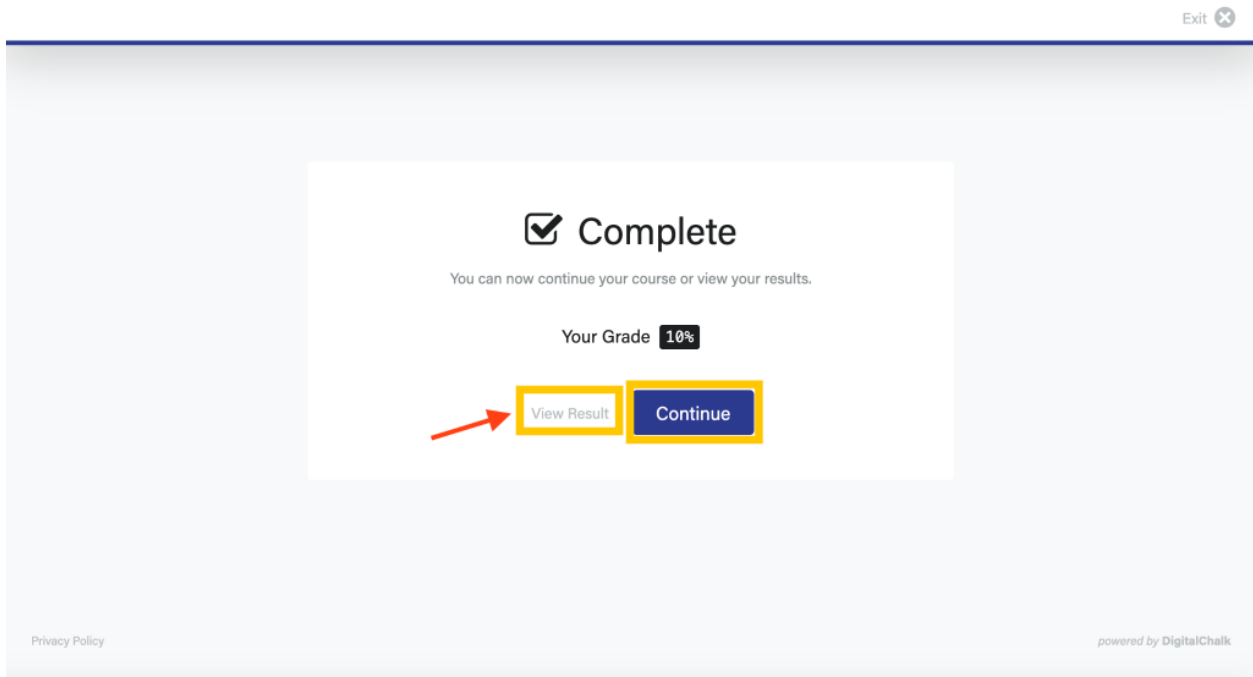 Exit
Complete
You can now continue your course or view your results.
Your Grade 10%
View Result Continue
Privacy Policy powered by DigitalChalk